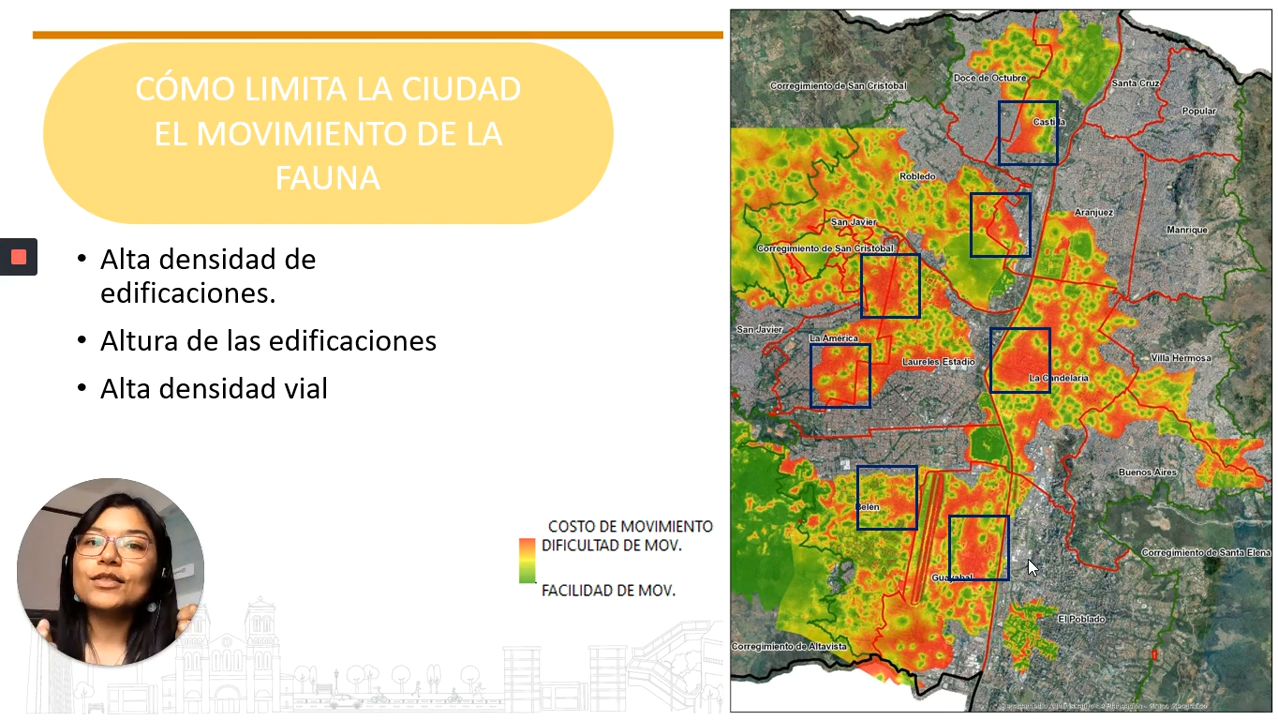 CÓMO LIMITA LA CIUDAD
EL MOVIMIENTO DE LA
FAUNA
• Alta densidad de
edificaciones.
• Altura de las edificaciones
• Alta densidad vial
COSTO DE MOVIMIENTO
DIFICULTAD DE MOV.
FACILIDAD DE MOV.
Doce de Octubre
Santa Cruz
Corregimiento de San Cristóbal
Popular
Castilla
Robledo
Aranjuez
San Javier
Manrique
Corregimiento de San Cristóbal
San Javier
La América
Villa Hermosa
Laureles Estadio
La Candelaria
Buenos Aires
Belén
Corregimiento de Santa Elena
Guayabal
El Poblado
Corregimiento de Altavista